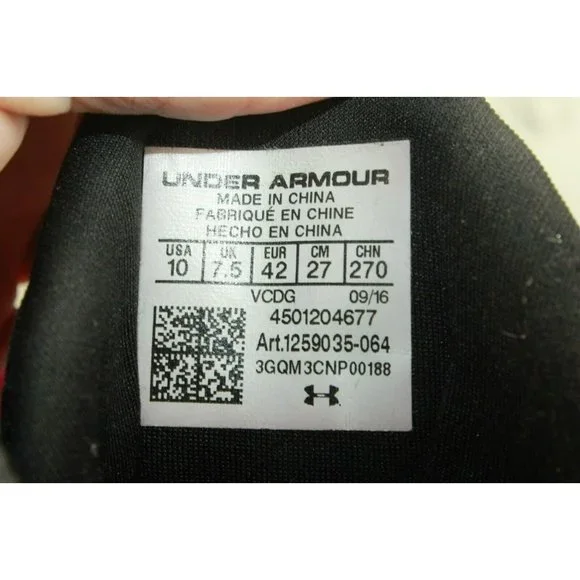 UNDER ARMOUR
MADE IN CHINA
FABRIQUÉ EN CHINE
HECHO EN CHINA
USA UK EUR CM CHN
10 7.5 42 27 270
VCDG 09/16
4501204677
Art.1259035-064
3GQM3CNP00188